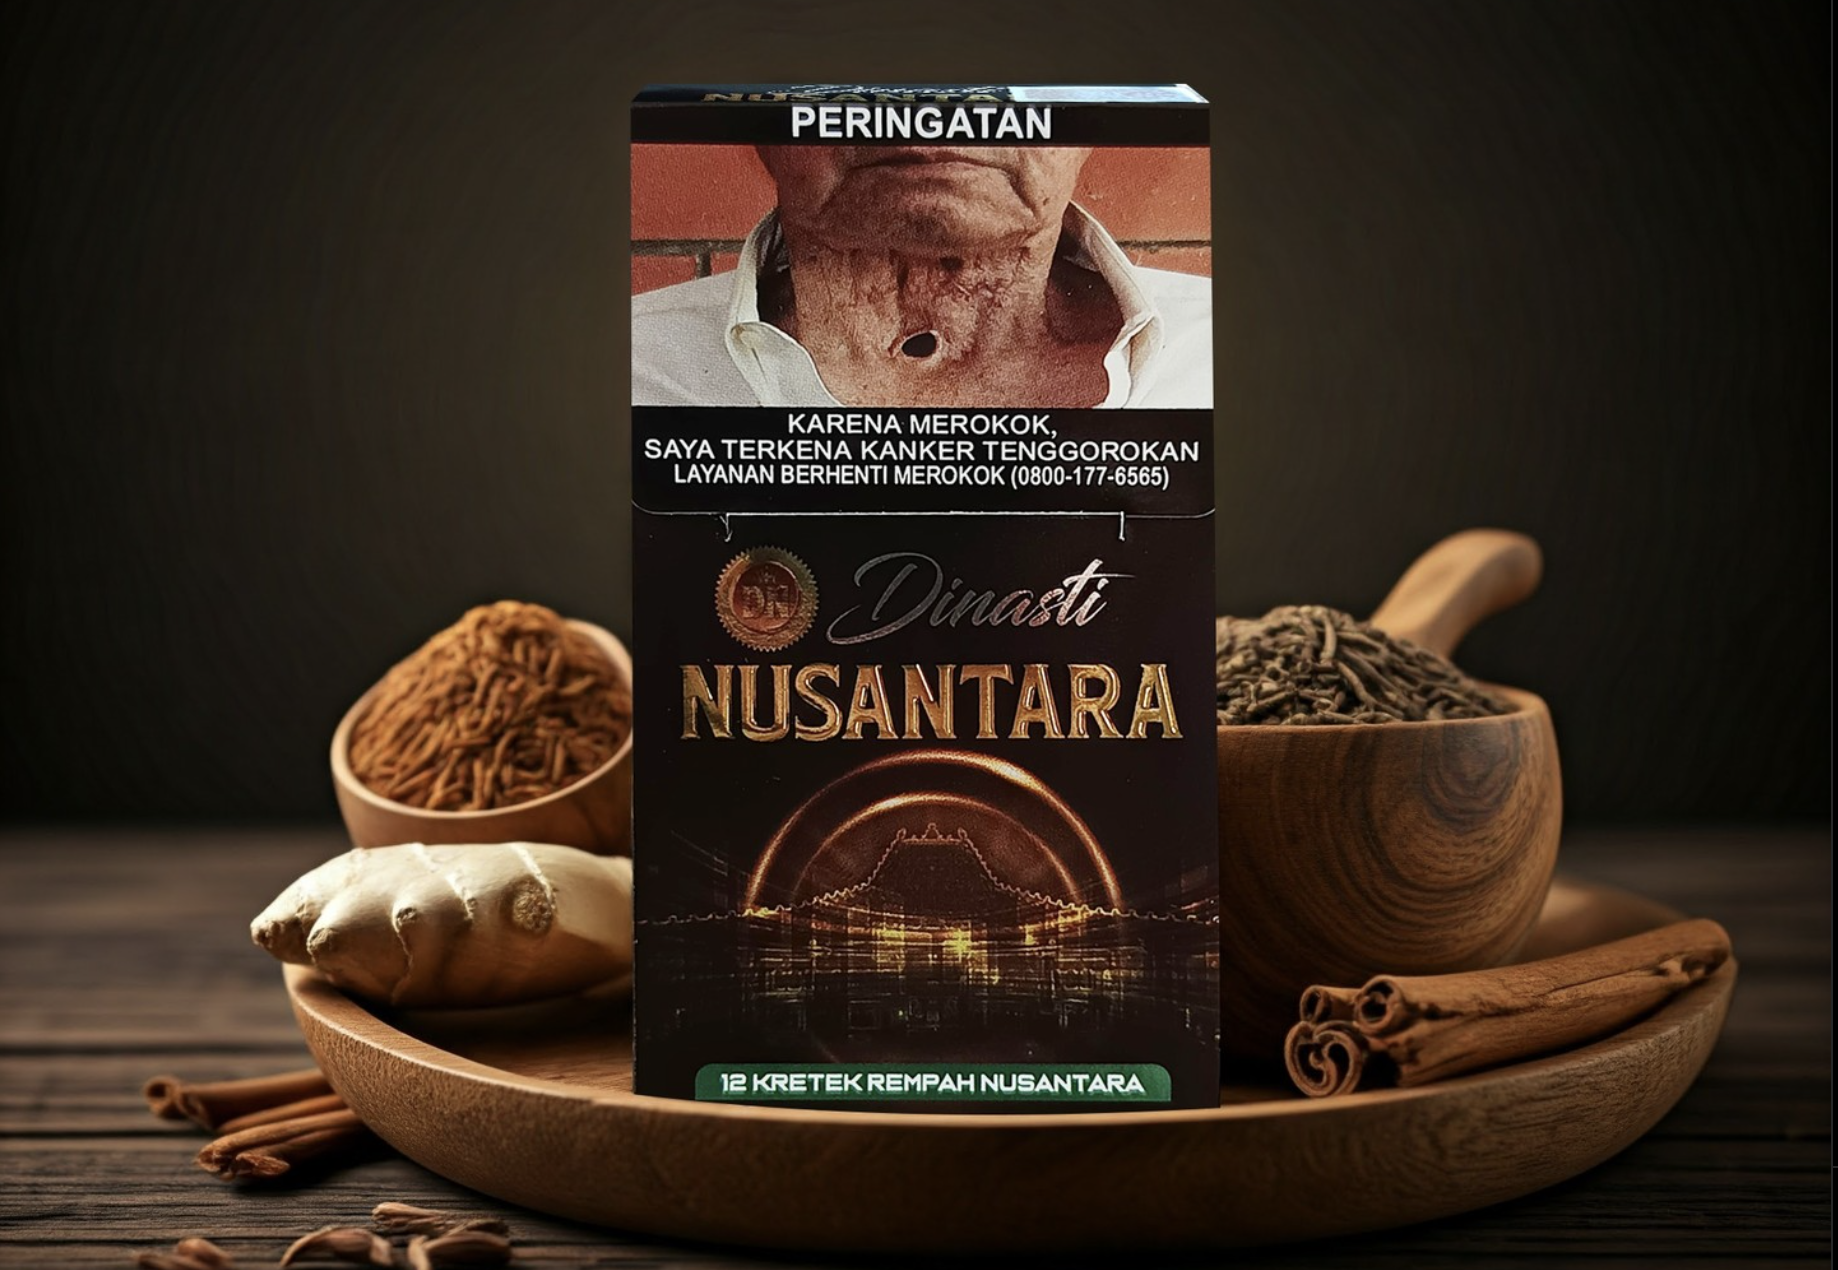 NUSANTA
PERINGATAN
KARENA MEROKOK,
SAYA TERKENA KANKER TENGGOROKAN
LAYANAN BERHENTI MEROKOK (0800-177-6565)
DN
Dinasti
NUSANTARA
12 KRETEK REMPAH NUSANTARA